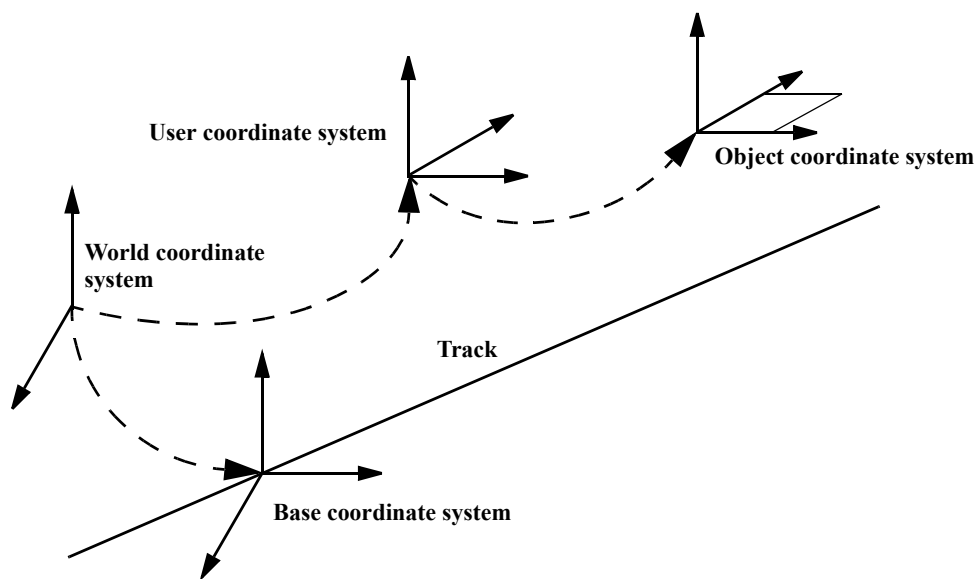 User coordinate system
Object coordinate system
World coordinate
system
Track
Base coordinate system